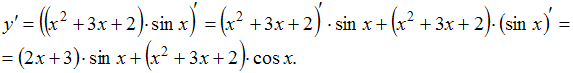 y′ = ((x² + 3x + 2)· sin x)′ = (x² + 3x + 2)′ · sin x + (x² + 3x + 2)· (sin x)′ =
= (2x + 3)· sin x + (x² + 3x + 2)· cos x.